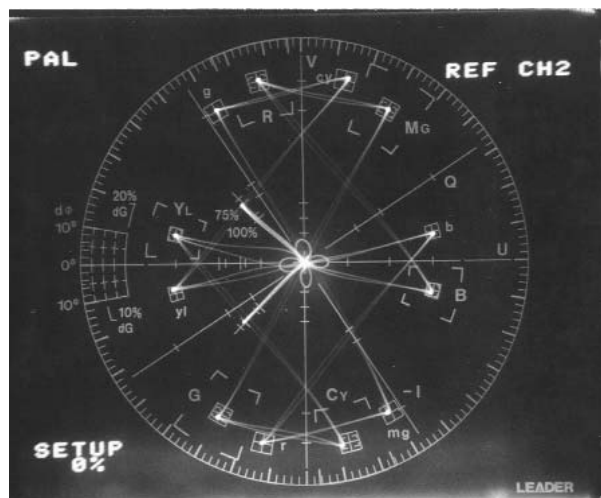 PAL
REF CH2
V
g
cy
R
MG
Q
20%
dG
dφ
10°
YL
75%
100%
b
U
0°
B
10°
10%
dG
yl
G
CY
-I
mg
r
SETUP
0%
LEADER